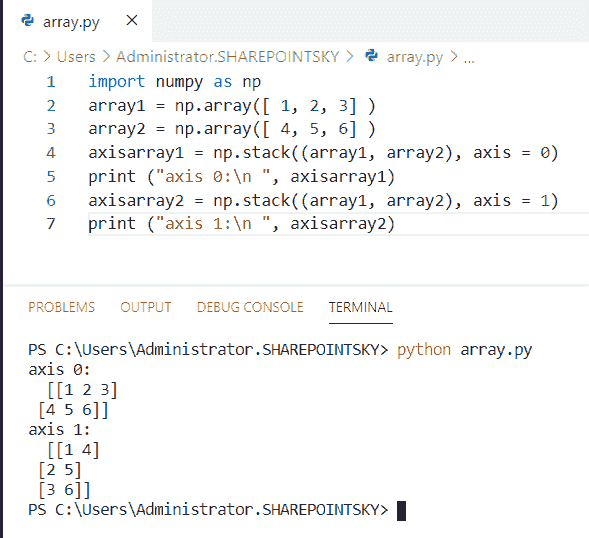 array.py ×
C: > Users > Administrator.SHAREPOINTSKY > array.py > ...
1 import numpy as np
2 array1 = np.array([ 1, 2, 3] )
3 array2 = np.array([ 4, 5, 6] )
4 axisarray1 = np.stack((array1, array2), axis = 0)
5 print ("axis 0:\n ", axisarray1)
6 axisarray2 = np.stack((array1, array2), axis = 1)
7 print ("axis 1:\n ", axisarray2)
PROBLEMS OUTPUT DEBUG CONSOLE TERMINAL
PS C:\Users\Administrator.SHAREPOINTSKY> python array.py
axis 0:
  [[1 2 3]
 [4 5 6]]
axis 1:
  [[1 4]
 [2 5]
 [3 6]]
PS C:\Users\Administrator.SHAREPOINTSKY>